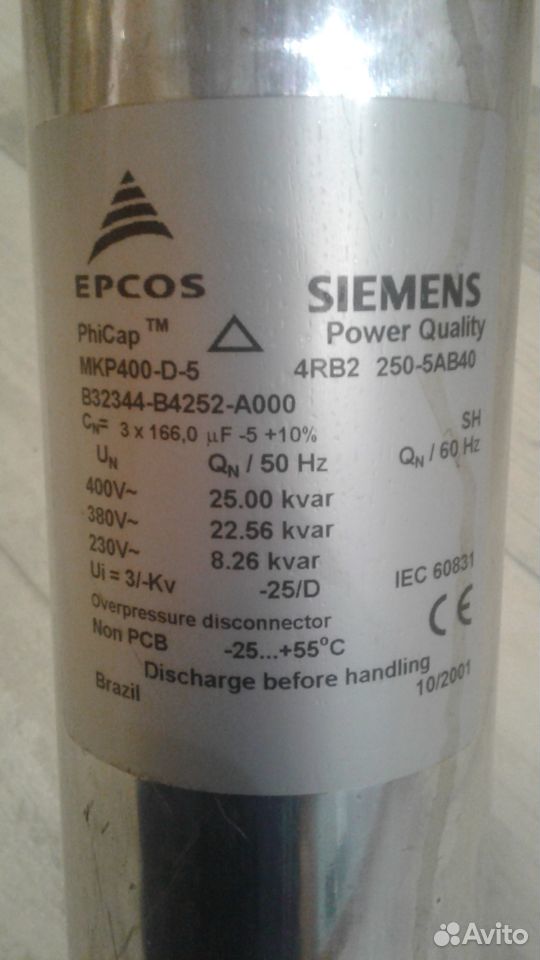 EPCOS SIEMENS
PhiCap™ Power Quality
MKP400-D-5 4RB2 250-5AB40
B32344-B4252-A000
SH
CN= 3 x 166,0 µF -5 +10%
UN QN / 50 Hz QN / 60 Hz
400V~ 25.00 kvar
380V~ 22.56 kvar
230V~ 8.26 kvar
Ui = 3/-Kv -25/D IEC 60831
Overpressure disconnector CE
Non PCB -25...+55°C
Discharge before handling
Brazil 10/2001
Avito